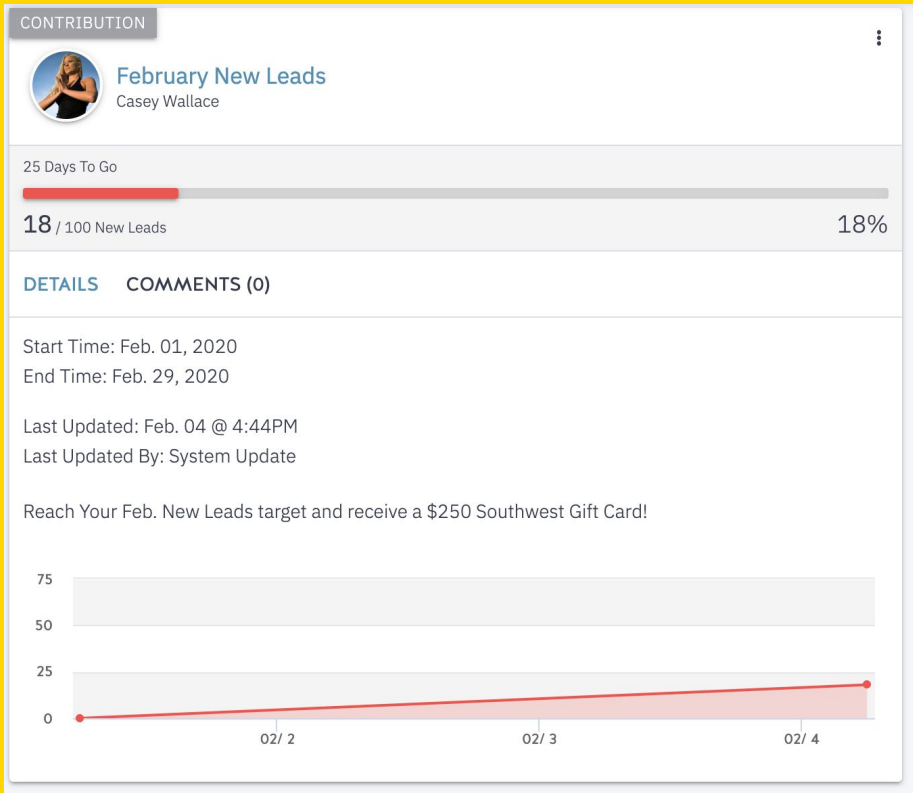 CONTRIBUTION
February New Leads
Casey Wallace
25 Days To Go
18 / 100 New Leads 18%
DETAILS COMMENTS (0)
Start Time: Feb. 01, 2020
End Time: Feb. 29, 2020
Last Updated: Feb. 04 @ 4:44PM
Last Updated By: System Update
Reach Your Feb. New Leads target and receive a $250 Southwest Gift Card!
75
50
25
0
02/ 2 02/ 3 02/ 4